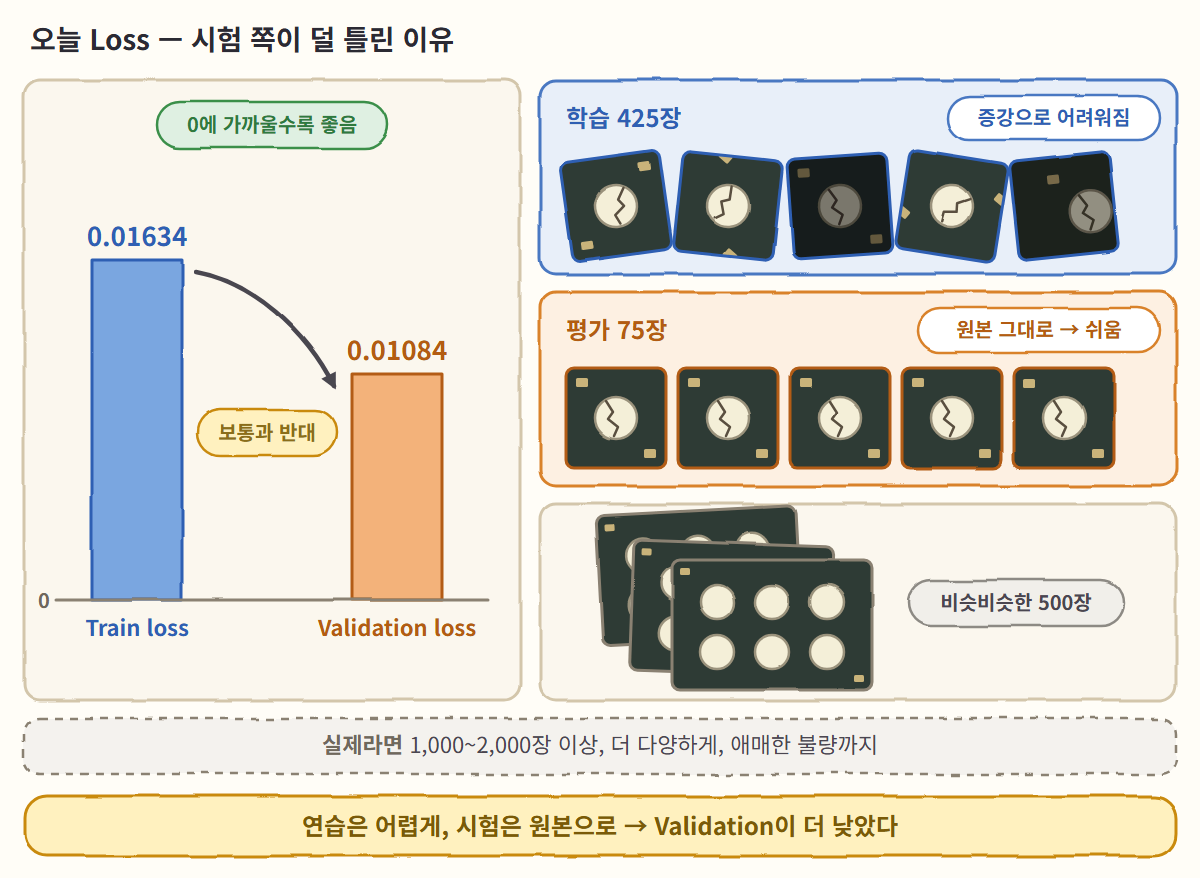 오늘 Loss — 시험 쪽이 덜 틀린 이유
0에 가까울수록 좋음
0.01634
0.01084
보통과 반대
0
Train loss
Validation loss
학습 425장
증강으로 어려워짐
평가 75장
원본 그대로 → 쉬움
비슷비슷한 500장
실제라면 1,000~2,000장 이상, 더 다양하게, 애매한 불량까지
연습은 어렵게, 시험은 원본으로 → Validation이 더 낮았다